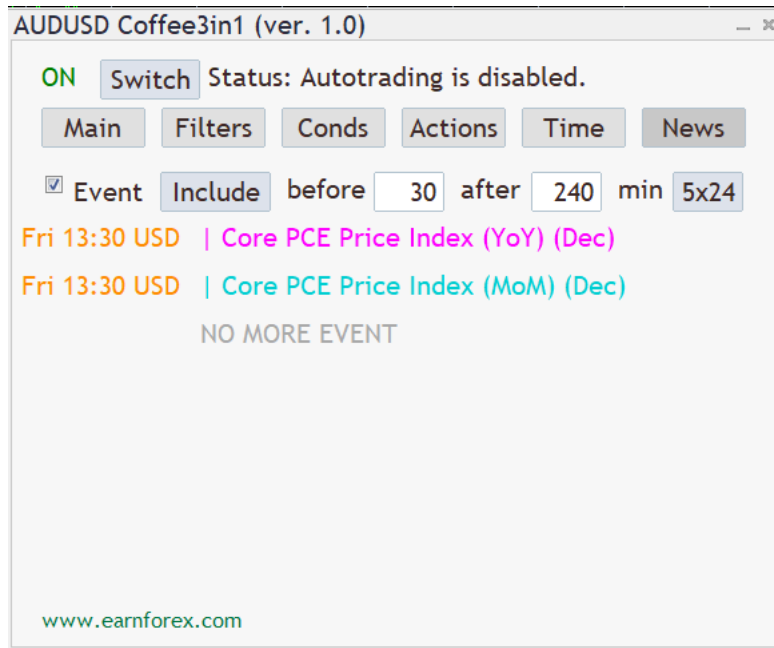 AUDUSD Coffee3in1 (ver. 1.0)
ON Switch Status: Autotrading is disabled.
Main Filters Conds Actions Time News
Event Include before 30 after 240 min 5x24
Fri 13:30 USD | Core PCE Price Index (YoY) (Dec)
Fri 13:30 USD | Core PCE Price Index (MoM) (Dec)
NO MORE EVENT
www.earnforex.com